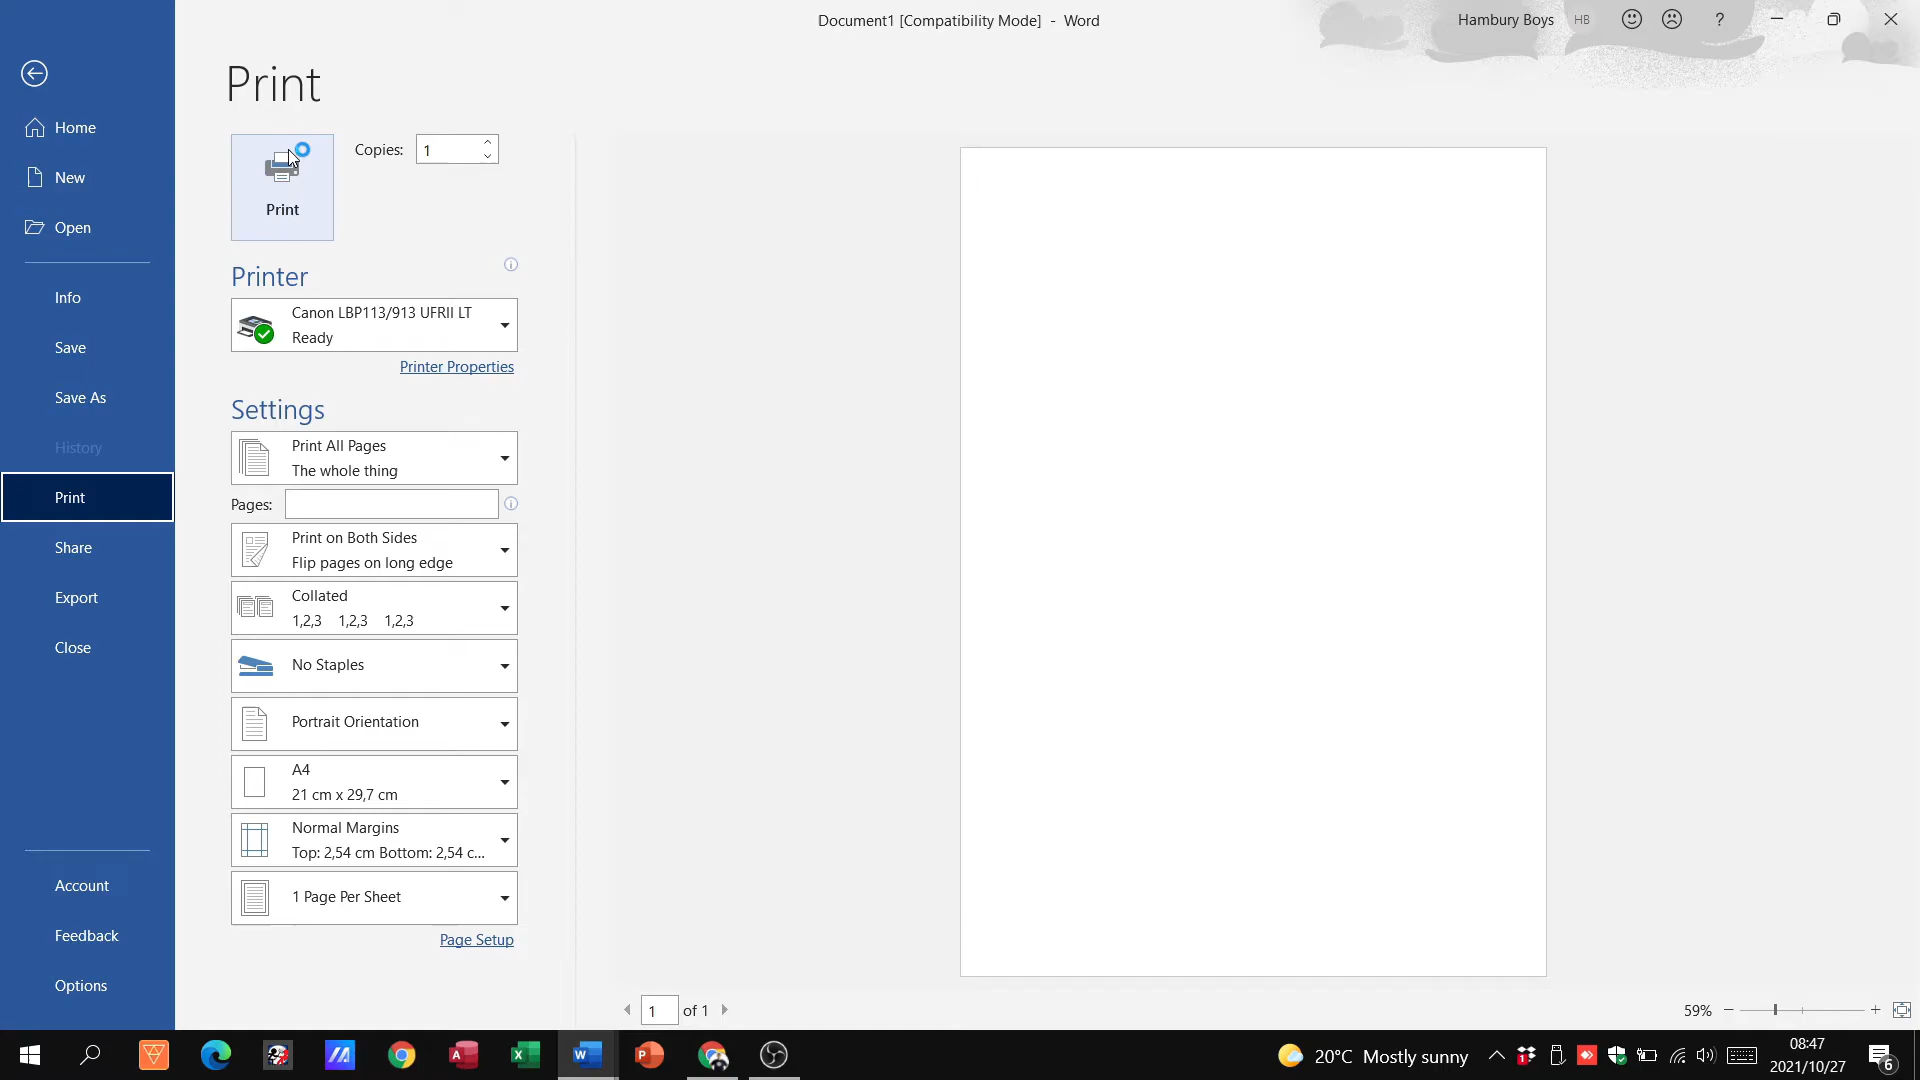 Document1 [Compatibility Mode] - Word
Hambury Boys
HB
?
Print
Home
New
Open
Info
Save
Save As
History
Print
Share
Export
Close
Account
Feedback
Options
Print
Copies: 1
Printer
Canon LBP113/913 UFRII LT
Ready
Printer Properties
Settings
Print All Pages
The whole thing
Pages:
Print on Both Sides
Flip pages on long edge
Collated
1,2,3 1,2,3 1,2,3
No Staples
Portrait Orientation
A4
21 cm x 29,7 cm
Normal Margins
Top: 2,54 cm Bottom: 2,54 c...
1 Page Per Sheet
Page Setup
1 of 1
59%
20°C Mostly sunny
08:47
2021/10/27
6